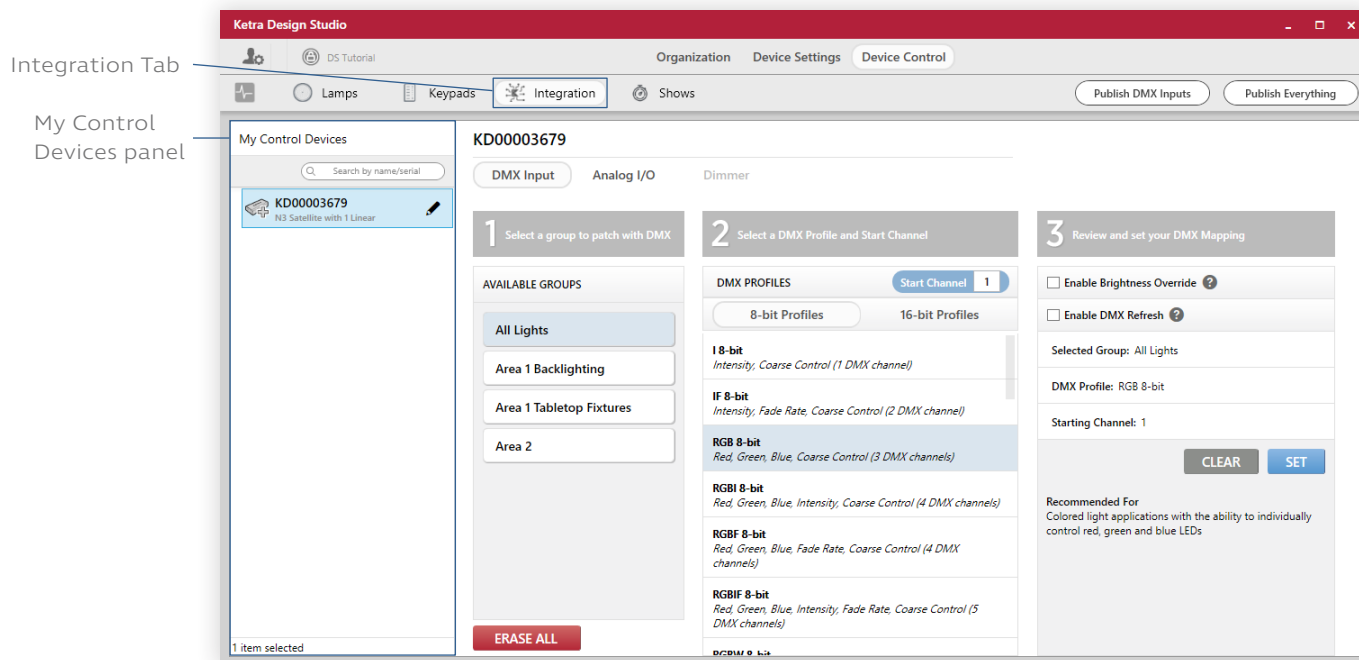 Ketra Design Studio
DS Tutorial
Organization Device Settings Device Control
Integration Tab
Lamps Keypads Integration Shows
Publish DMX Inputs Publish Everything
My Control
Devices panel
My Control Devices
Search by name/serial
KD00003679
N3 Satellite with 1 Linear
1 item selected
KD00003679
DMX Input Analog I/O Dimmer
1 Select a group to patch with DMX
AVAILABLE GROUPS
All Lights
Area 1 Backlighting
Area 1 Tabletop Fixtures
Area 2
ERASE ALL
2 Select a DMX Profile and Start Channel
DMX PROFILES Start Channel 1
8-bit Profiles 16-bit Profiles
I 8-bit
Intensity, Coarse Control (1 DMX channel)
IF 8-bit
Intensity, Fade Rate, Coarse Control (2 DMX channel)
RGB 8-bit
Red, Green, Blue, Coarse Control (3 DMX channels)
RGBI 8-bit
Red, Green, Blue, Intensity, Coarse Control (4 DMX channels)
RGBF 8-bit
Red, Green, Blue, Fade Rate, Coarse Control (4 DMX
channels)
RGBIF 8-bit
Red, Green, Blue, Intensity, Fade Rate, Coarse Control (5
DMX channels)
RGBW 8-bit
3 Review and set your DMX Mapping
Enable Brightness Override ?
Enable DMX Refresh ?
Selected Group: All Lights
DMX Profile: RGB 8-bit
Starting Channel: 1
CLEAR SET
Recommended For
Colored light applications with the ability to individually
control red, green and blue LEDs